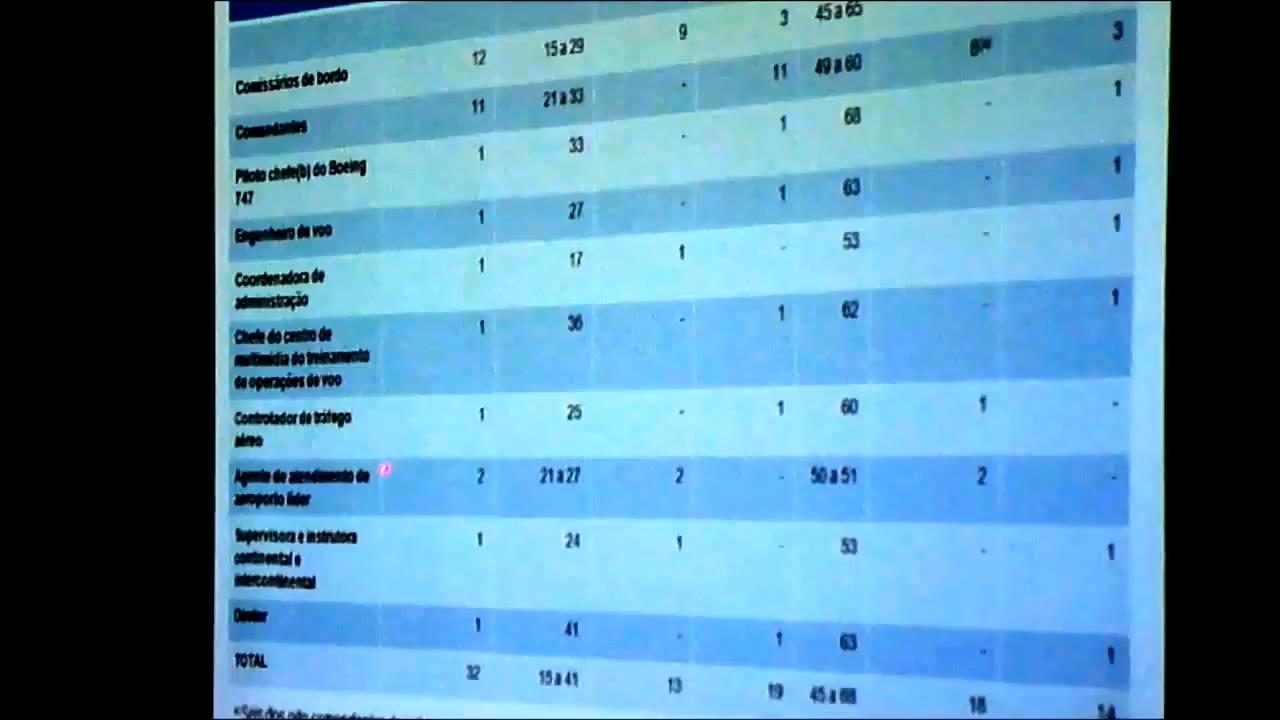 Comissários de bordo 12 15 a 29 9 3 45 a 65
Comandantes 11 21 a 33 - 11 49 a 60 3
Piloto chefe(b) do Boeing 1 33 - 1 68 - 1
747
Engenheiro de voo 1 27 - 1 63 - 1
Coordenadora de 1 17 1 - 53 - 1
administração
Chefe do centro de 1 36 - 1 62 - 1
multimídia do treinamento
de operações de voo
Controlador de tráfego 1 25 - 1 60 1 -
aéreo
Agente de atendimento de 2 21 a 27 2 - 50 a 51 2 -
aeroporto líder
Supervisora e instrutora 1 24 1 - 53 - 1
continental e
intercontinental
1 41 - 1 63 - 1
TOTAL 32 15 a 41 13 19 45 a 68 18 14